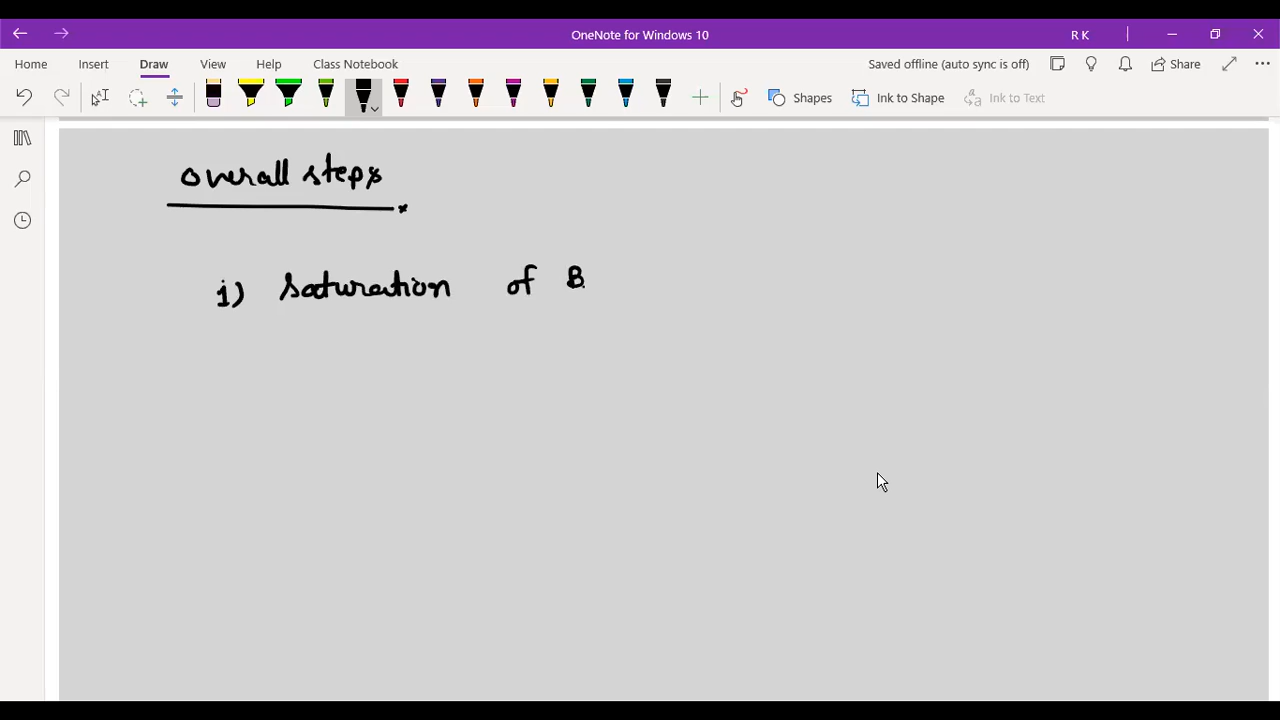 OneNote for Windows 10
R K
Home Insert Draw View Help Class Notebook
Saved offline (auto sync is off) Share
Shapes Ink to Shape Ink to Text
Overall steps
1) Saturation of B